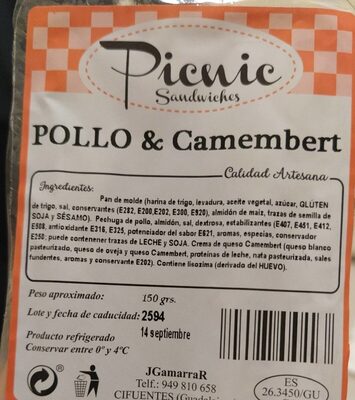 Picnic
Sandwiches
POLLO & Camembert
Calidad Artesana
Ingredientes:
Pan de molde (harina de trigo, levadura, aceite vegetal, azúcar, GLÚTEN
de trigo, sal, conservantes (E282, E200, E202, E300, E920), almidón de maiz, trazas de semilla de
SOJA y SÉSAMO). Pechuga de pollo, almidón, sal, dextrosa, estabilizantes (E407, E451, E412,
E508, antioxidante E316, E325, potenciador del sabor E621, aromas, especias, conservador
E250; puede contenener trazas de LECHE y SOJA. Crema de queso Camembert (queso blanco
pasteurizado, queso de oveja y queso Camembert, proteinas de leche, nata pasteurizada, sales
fundentes, aromas y conservante E202). Contiene lisozima (derivado del HUEVO).
Peso aproximado: 150 grs.
Lote y fecha de caducidad: 2594
14 septiembre
Producto refrigerado
Conservar entre 0º y 4ºC
JGamarraR
Telf.: 949 810 658
CIFUENTES
ES
26.3450/GU